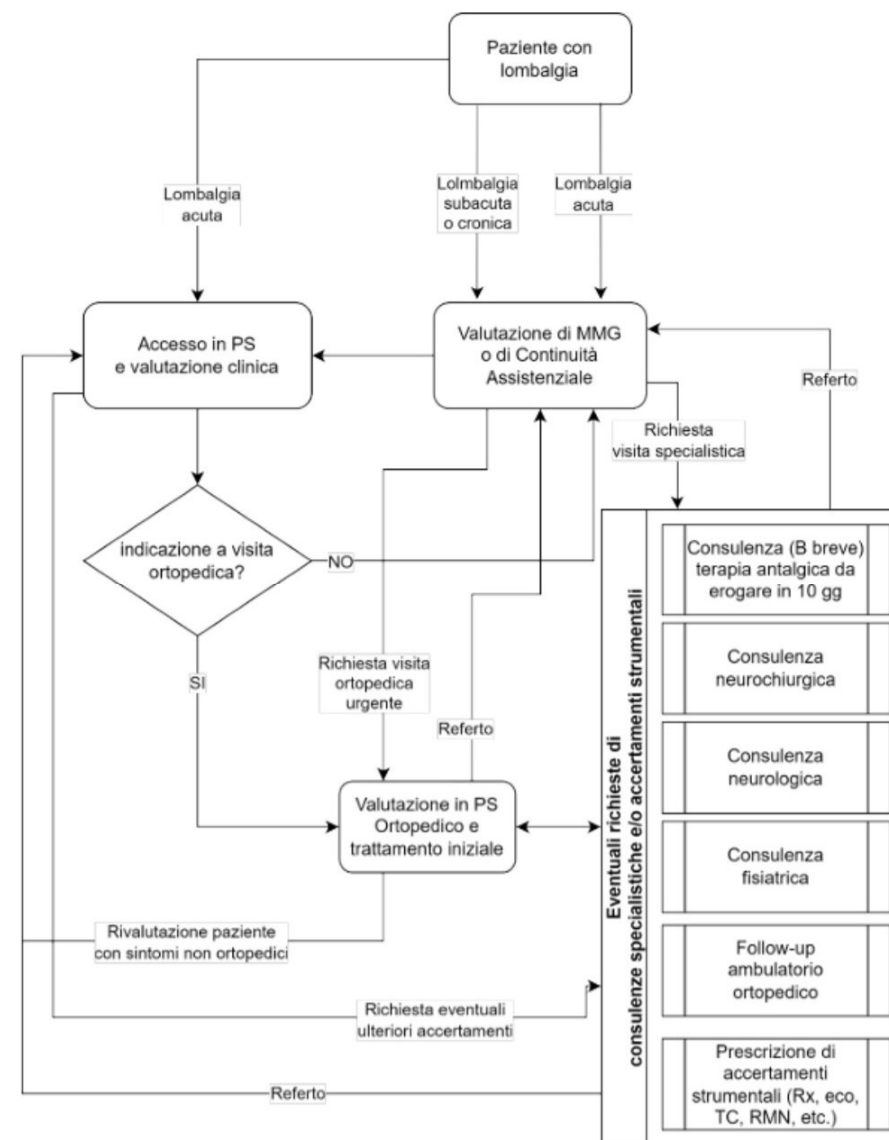 Paziente con
lombalgia
Lombalgia
acuta
Lolmbalgia
subacuta
o cronica
Lombalgia
acuta
Accesso in PS
e valutazione clinica
Valutazione di MMG
o di Continuità
Assistenziale
Referto
Richiesta
visita specialistica
indicazione a visita
ortopedica?
NO
SI
Richiesta visita
ortopedica
urgente
Referto
Valutazione in PS
Ortopedico e
trattamento iniziale
Rivalutazione paziente
con sintomi non ortopedici
Richiesta eventuali
ulteriori accertamenti
Referto
Eventuali richieste di
consulenze specialistiche e/o accertamenti strumentali
Consulenza (B breve)
terapia antalgica da
erogare in 10 gg
Consulenza
neurochiurgica
Consulenza
neurologica
Consulenza
fisiatrica
Follow-up
ambulatorio
ortopedico
Prescrizione di
accertamenti
strumentali (Rx, eco,
TC, RMN, etc.)